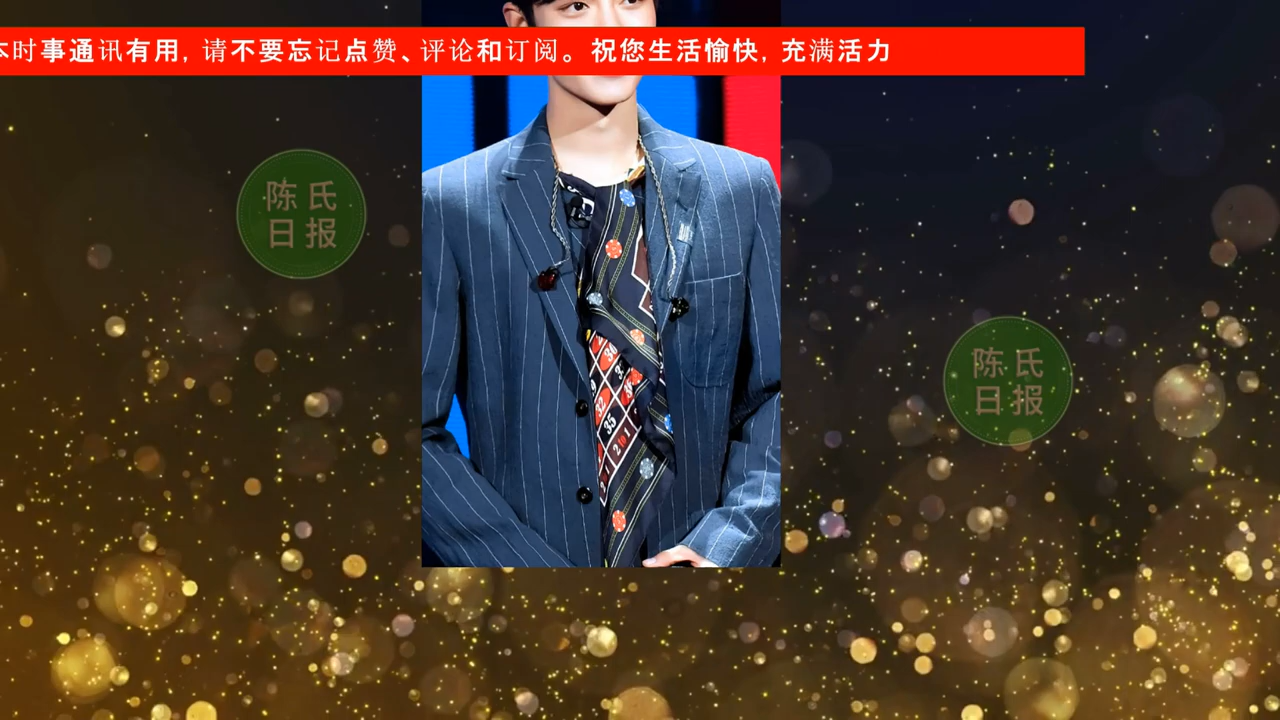 本时事通讯有用, 请不要忘记点赞、评论和订阅。祝您生活愉快, 充满活力
陈氏
日报
陈氏
日报
35